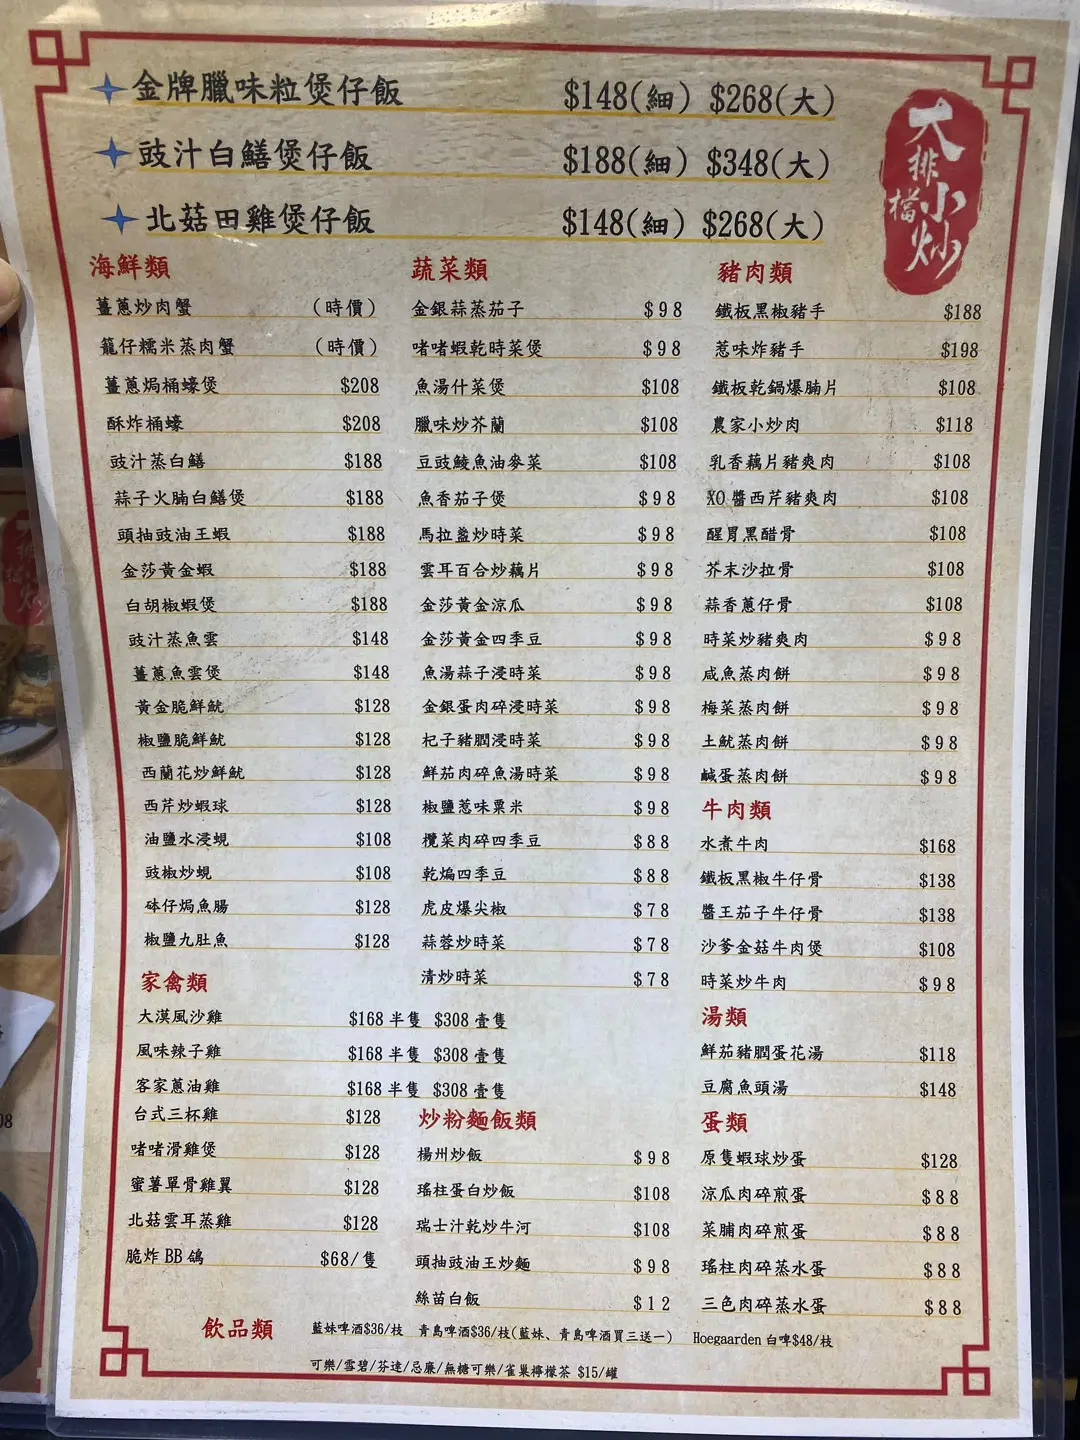 金牌臘味粒煲仔飯 $148(細) $268(大)
豉汁白鱔煲仔飯 $188(細) $348(大)
北菇田雞煲仔飯 $148(細) $268(大)
大排檔小炒
海鮮類
薑蔥炒肉蟹 (時價)
籠仔糯米蒸肉蟹 (時價)
薑蔥焗桶蠔煲 $208
酥炸桶蠔 $208
豉汁蒸白鱔 $188
蒜子火腩白鱔煲 $188
頭抽豉油王蝦 $188
金莎黃金蝦 $188
白胡椒蝦煲 $188
豉汁蒸魚雲 $148
薑蔥魚雲煲 $148
黃金脆鮮魷 $128
椒鹽脆鮮魷 $128
西蘭花炒鮮魷 $128
西芹炒蝦球 $128
油鹽水浸蜆 $108
豉椒炒蜆 $108
砵仔焗魚腸 $128
椒鹽九肚魚 $128
家禽類
大漠風沙雞 $168 半隻 $308 壹隻
風味辣子雞 $168 半隻 $308 壹隻
客家蔥油雞 $168 半隻 $308 壹隻
台式三杯雞 $128
啫啫滑雞煲 $128
蜜薯單骨雞翼 $128
北菇雲耳蒸雞 $128
脆炸 BB 鴿 $68/隻
蔬菜類
金銀蒜蒸茄子 $98
啫啫蝦乾時菜煲 $98
魚湯什菜煲 $108
臘味炒芥蘭 $108
豆豉鯪魚油麥菜 $108
魚香茄子煲 $98
馬拉盞炒時菜 $98
雲耳百合炒藕片 $98
金莎黃金涼瓜 $98
金莎黃金四季豆 $98
魚湯蒜子浸時菜 $98
金銀蛋肉碎浸時菜 $98
杞子豬膶浸時菜 $98
鮮茄肉碎魚湯時菜 $98
椒鹽惹味粟米 $98
欖菜肉碎四季豆 $88
乾煸四季豆 $88
虎皮爆尖椒 $78
蒜蓉炒時菜 $78
清炒時菜 $78
炒粉麵飯類
楊州炒飯 $98
瑤柱蛋白炒飯 $108
瑞士汁乾炒牛河 $108
頭抽豉油王炒麵 $98
絲苗白飯 $12
豬肉類
鐵板黑椒豬手 $188
惹味炸豬手 $198
鐵板乾鍋爆腩片 $108
農家小炒肉 $118
乳香藕片豬爽肉 $108
XO 醬西芹豬爽肉 $108
醒胃黑醋骨 $108
芥末沙拉骨 $108
蒜香蔥仔骨 $108
時菜炒豬爽肉 $98
咸魚蒸肉餅 $98
梅菜蒸肉餅 $98
土魷蒸肉餅 $98
鹹蛋蒸肉餅 $98
牛肉類
水煮牛肉 $168
鐵板黑椒牛仔骨 $138
醬王茄子牛仔骨 $138
沙爹金菇牛肉煲 $108
時菜炒牛肉 $98
湯類
鮮茄豬膶蛋花湯 $118
豆腐魚頭湯 $148
蛋類
原隻蝦球炒蛋 $128
涼瓜肉碎煎蛋 $88
菜脯肉碎煎蛋 $88
瑤柱肉碎蒸水蛋 $88
三色肉碎蒸水蛋 $88
飲品類 藍妹啤酒$36/枝 青島啤酒$36/枝(藍妹、青島啤酒買三送一) Hoegaarden 白啤$48/枝
可樂/雪碧/芬達/忌廉/無糖可樂/雀巢檸檬茶 $15/罐